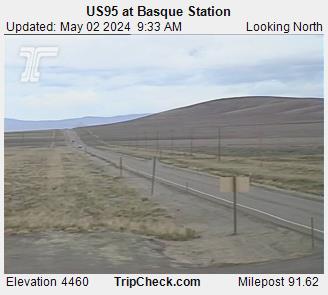 US95 at Basque Station
Updated: May 02 2024 9:33 AM Looking North
Elevation 4460 TripCheck.com Milepost 91.62